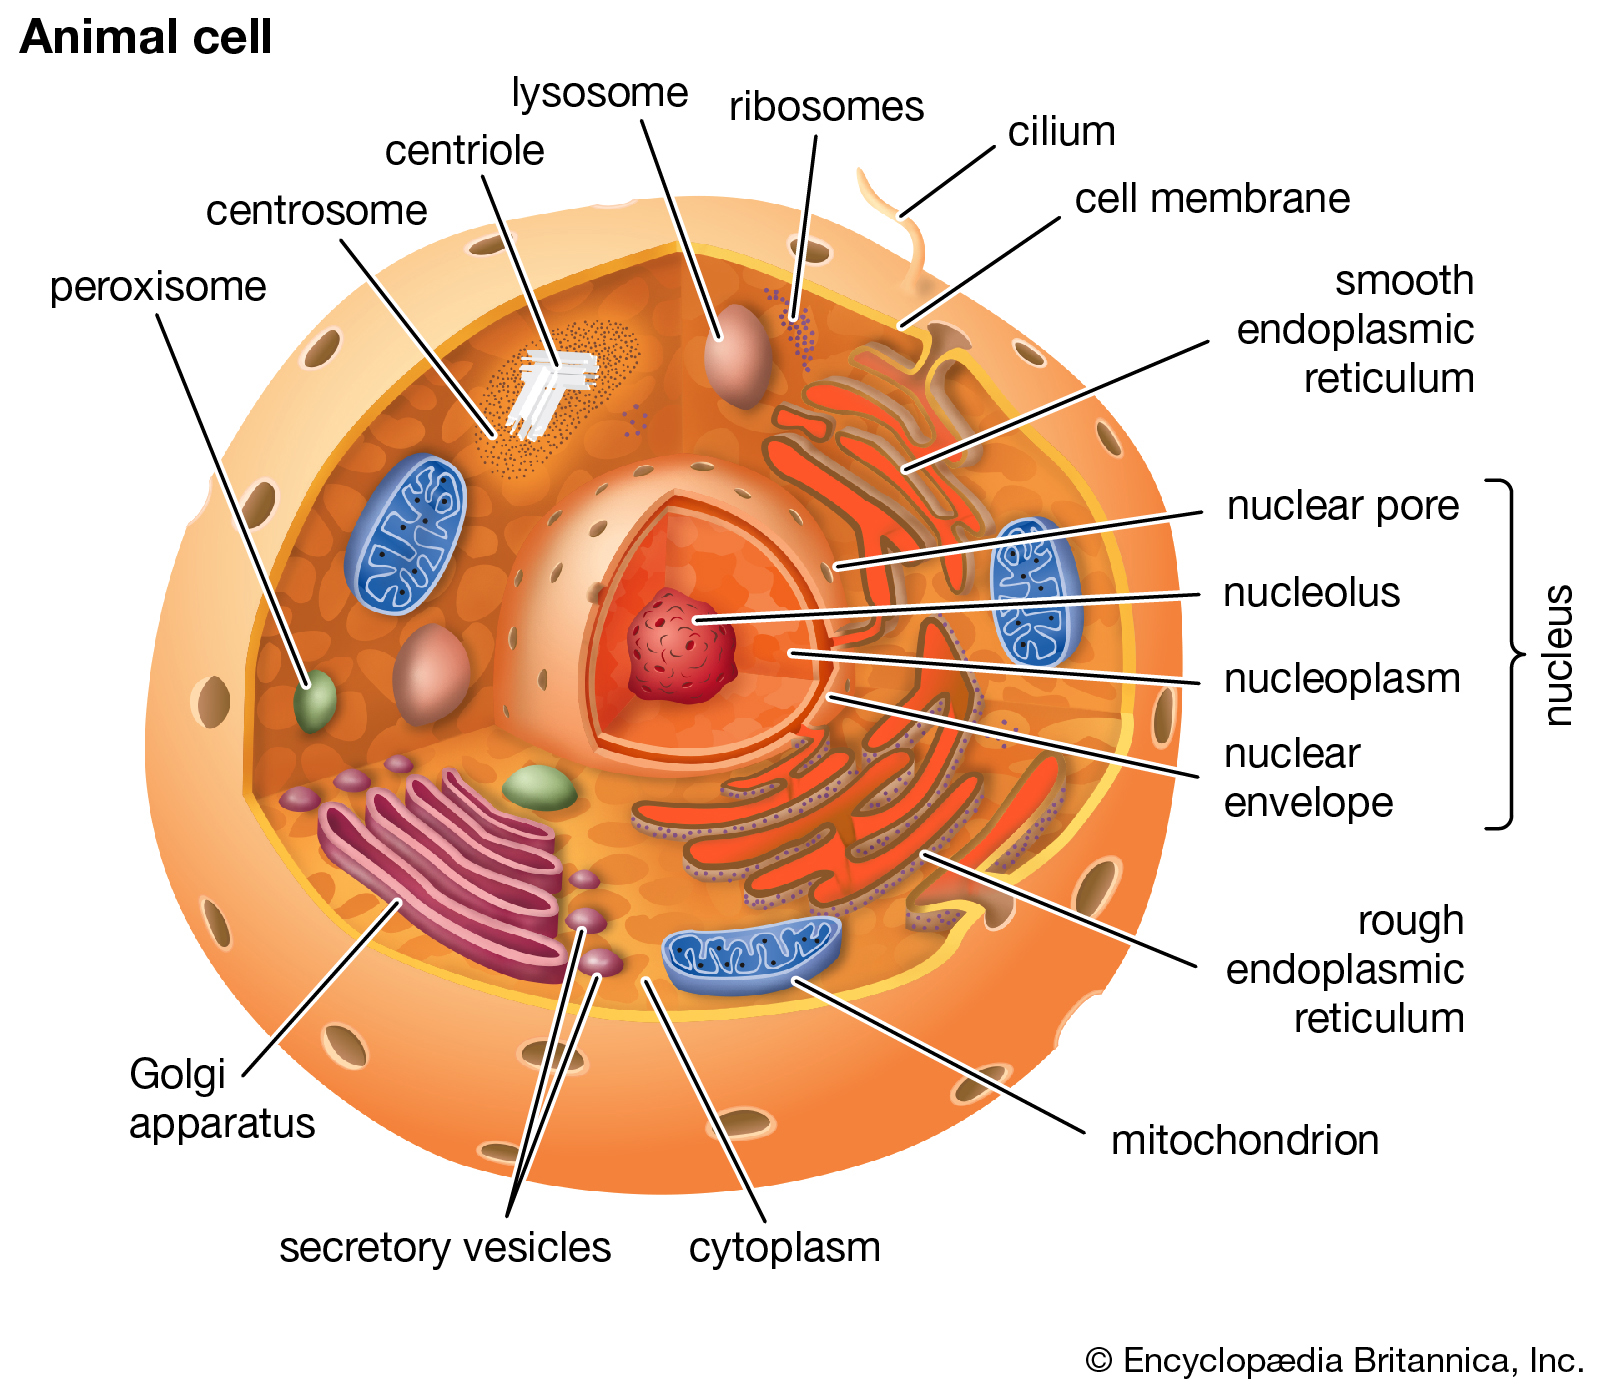 Animal cell
lysosome
ribosomes
cilium
centriole
cell membrane
centrosome
peroxisome
smooth
endoplasmic
reticulum
nuclear pore
nucleolus
nucleoplasm
nuclear
envelope
nucleus
rough
endoplasmic
reticulum
Golgi
apparatus
mitochondrion
secretory vesicles
cytoplasm
© Encyclopædia Britannica, Inc.